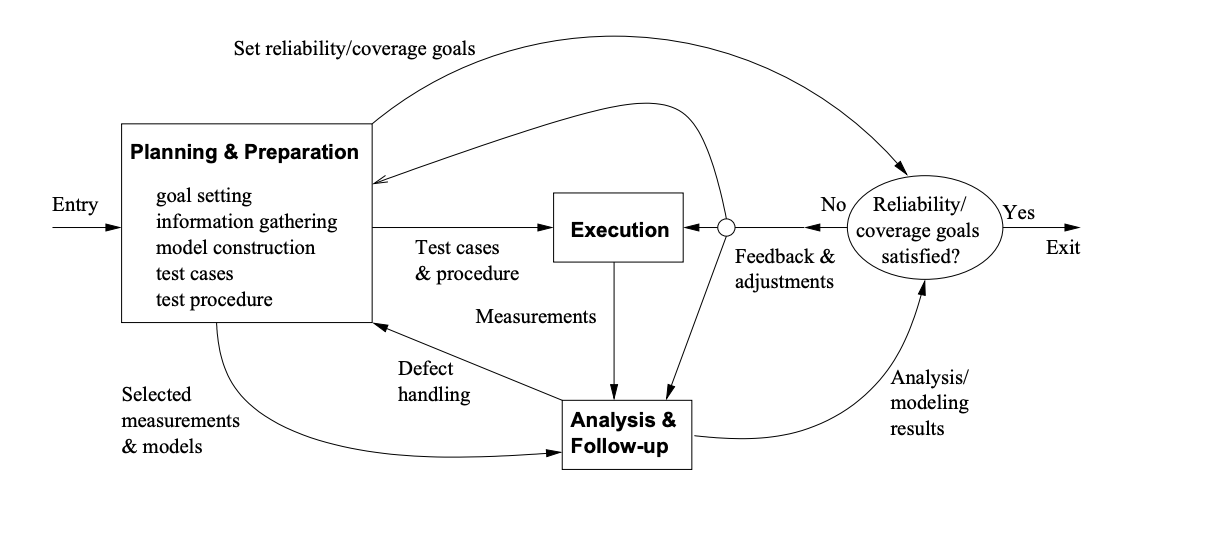 Set reliability/coverage goals
Planning & Preparation
goal setting
information gathering
model construction
test cases
test procedure
Entry
Test cases
& procedure
Execution
Measurements
No
Feedback &
adjustments
Reliability/
coverage goals
satisfied?
Yes
Exit
Defect
handling
Selected
measurements
& models
Analysis &
Follow-up
Analysis/
modeling
results